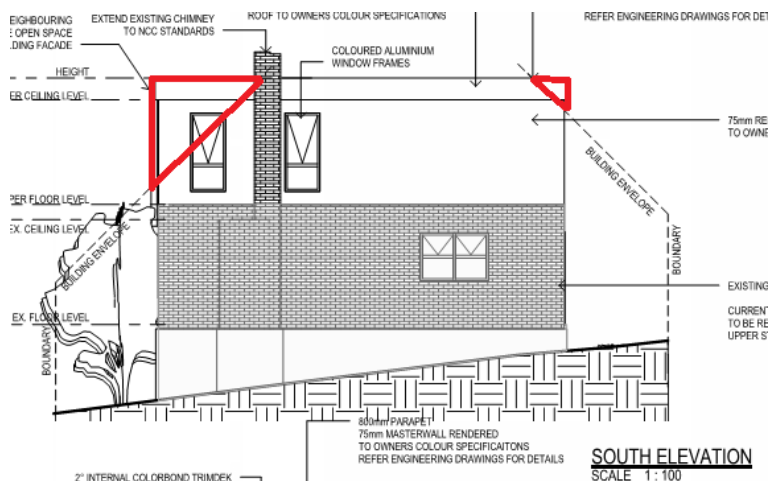 EIGHBOURING
E OPEN SPACE
LDING FACADE
EXTEND EXISTING CHIMNEY
TO NCC STANDARDS
ROOF TO OWNERS COLOUR SPECIFICATIONS
REFER ENGINEERING DRAWINGS FOR DET
COLOURED ALUMINIUM
WINDOW FRAMES
HEIGHT
ER CEILING LEVEL
75mm RE
TO OWNE
BUILDING ENVELOPE
PER FLOOR LEVEL
EX. CEILING LEVEL
BUILDING ENVELOPE
BOUNDARY
EXISTING
EX. FLOOR LEVEL
CURRENT
TO BE RE
UPPER ST
BOUNDARY
800mm PARAPET
75mm MASTERWALL RENDERED
TO OWNERS COLOUR SPECIFICAITONS
REFER ENGINEERING DRAWINGS FOR DETAILS
SOUTH ELEVATION
SCALE 1 : 100
2° INTERNAL COLORBOND TRIMDEK